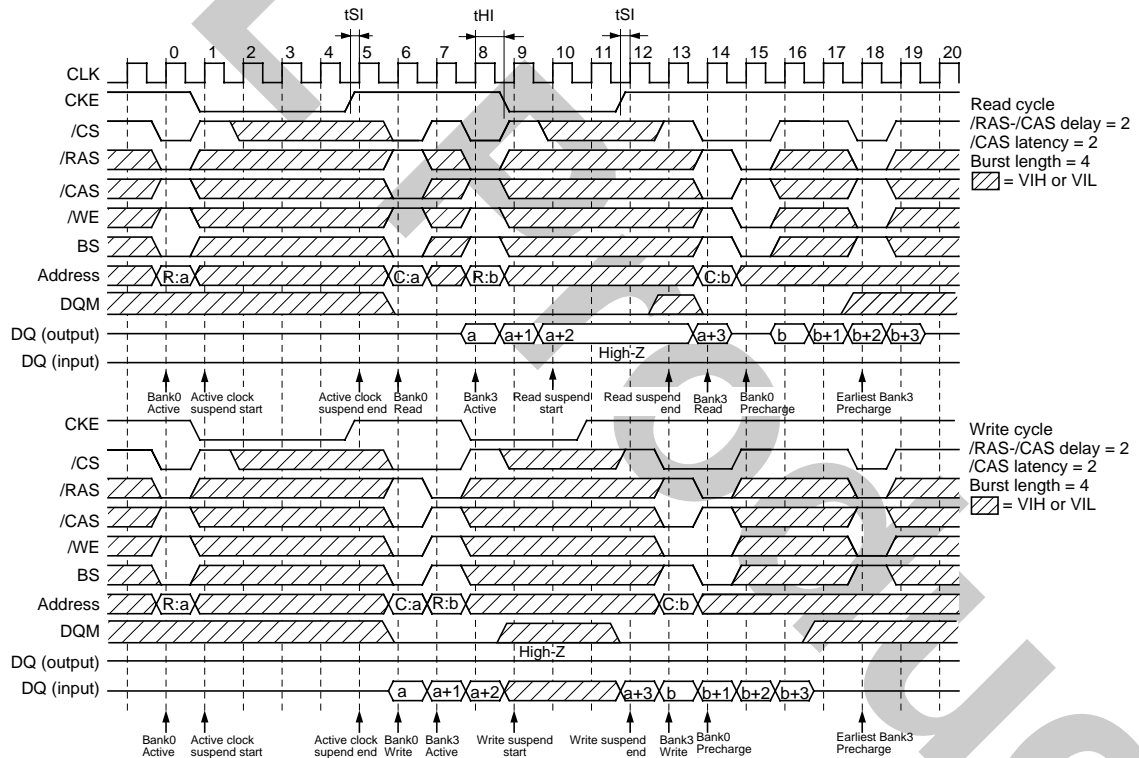 tSI tHI tSI
0 1 2 3 4 5 6 7 8 9 10 11 12 13 14 15 16 17 18 19 20
CLK
CKE
/CS
/RAS
/CAS
/WE
BS
Address R:a C:a R:b C:b
DQM
DQ (output) a a+1 a+2 a+3 b b+1 b+2 b+3
High-Z
DQ (input)
Read cycle
/RAS-/CAS delay = 2
/CAS latency = 2
Burst length = 4
= VIH or VIL
Bank0 Active
Active clock suspend start
Active clock suspend end
Bank0 Read
Bank3 Active
Read suspend start
Read suspend end
Bank3 Read
Bank0 Precharge
Earliest Bank3 Precharge
CKE
/CS
/RAS
/CAS
/WE
BS
Address R:a C:a R:b C:b
DQM
High-Z
DQ (output)
DQ (input) a a+1 a+2 a+3 b b+1 b+2 b+3
Write cycle
/RAS-/CAS delay = 2
/CAS latency = 2
Burst length = 4
= VIH or VIL
Bank0 Active
Active clock suspend start
Active clock supend end
Bank0 Write
Bank3 Active
Write suspend start
Write suspend end
Bank3 Write
Bank0 Precharge
Earliest Bank3 Precharge